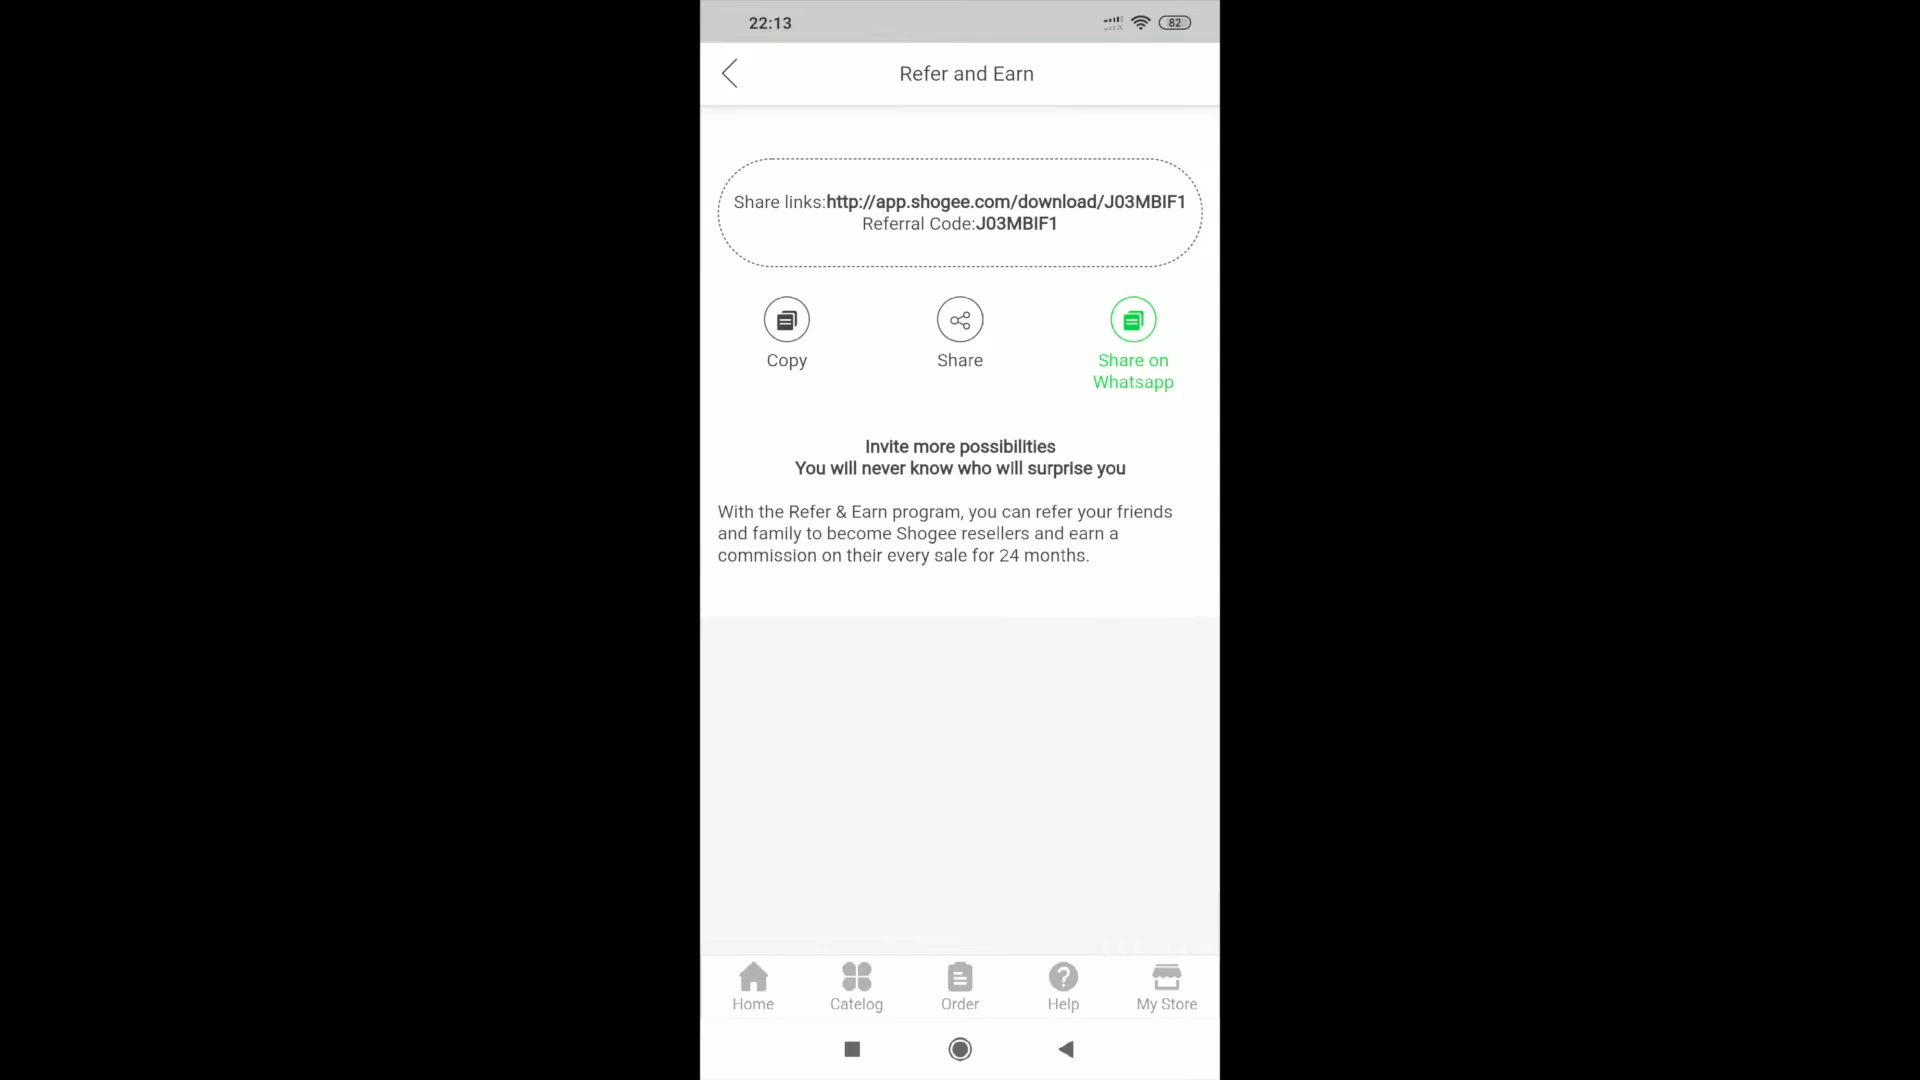 22:13
82
Refer and Earn
Share links:http://app.shogee.com/download/J03MBIF1
Referral Code:J03MBIF1
Copy
Share
Share on
Whatsapp
Invite more possibilities
You will never know who will surprise you
With the Refer & Earn program, you can refer your friends
and family to become Shogee resellers and earn a
commission on their every sale for 24 months.
Home
Catelog
Order
Help
My Store